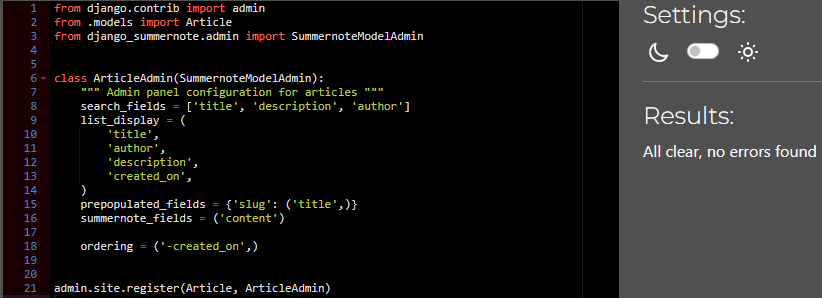 1 from django.contrib import admin
2 from .models import Article
3 from django_summernote.admin import SummernoteModelAdmin
4
5
6 class ArticleAdmin(SummernoteModelAdmin):
7     """ Admin panel configuration for articles """
8     search_fields = ['title', 'description', 'author']
9     list_display = (
10         'title',
11         'author',
12         'description',
13         'created_on',
14     )
15     prepopulated_fields = {'slug': ('title',)}
16     summernote_fields = ('content')
17
18     ordering = ('-created_on',)
19
20
21 admin.site.register(Article, ArticleAdmin)
Settings:
Results:
All clear, no errors found